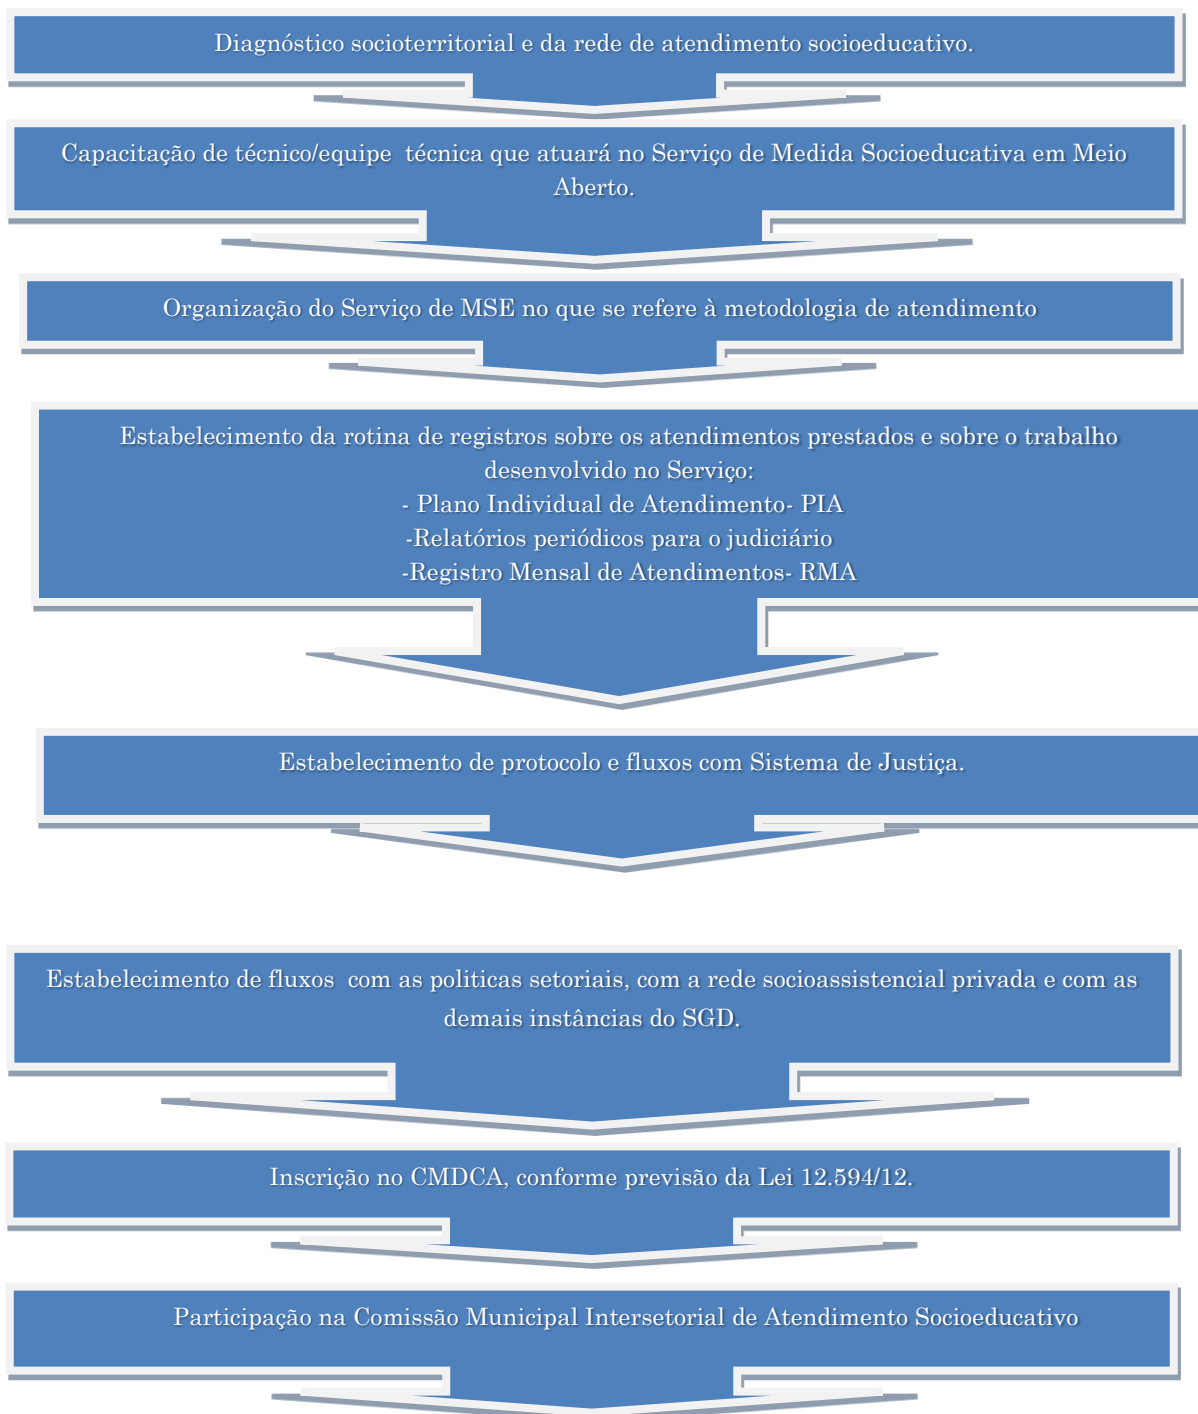 Diagnóstico socioterritorial e da rede de atendimento socioeducativo.
Capacitação de técnico/equipe  técnica que atuará no Serviço de Medida Socioeducativa em Meio
Aberto.
Organização do Serviço de MSE no que se refere à metodologia de atendimento
Estabelecimento da rotina de registros sobre os atendimentos prestados e sobre o trabalho
desenvolvido no Serviço:
- Plano Individual de Atendimento- PIA
-Relatórios periódicos para o judiciário
-Registro Mensal de Atendimentos- RMA
Estabelecimento de protocolo e fluxos com Sistema de Justiça.
Estabelecimento de fluxos  com as politicas setoriais, com a rede socioassistencial privada e com as
demais instâncias do SGD.
Inscrição no CMDCA, conforme previsão da Lei 12.594/12.
Participação na Comissão Municipal Intersetorial de Atendimento Socioeducativo